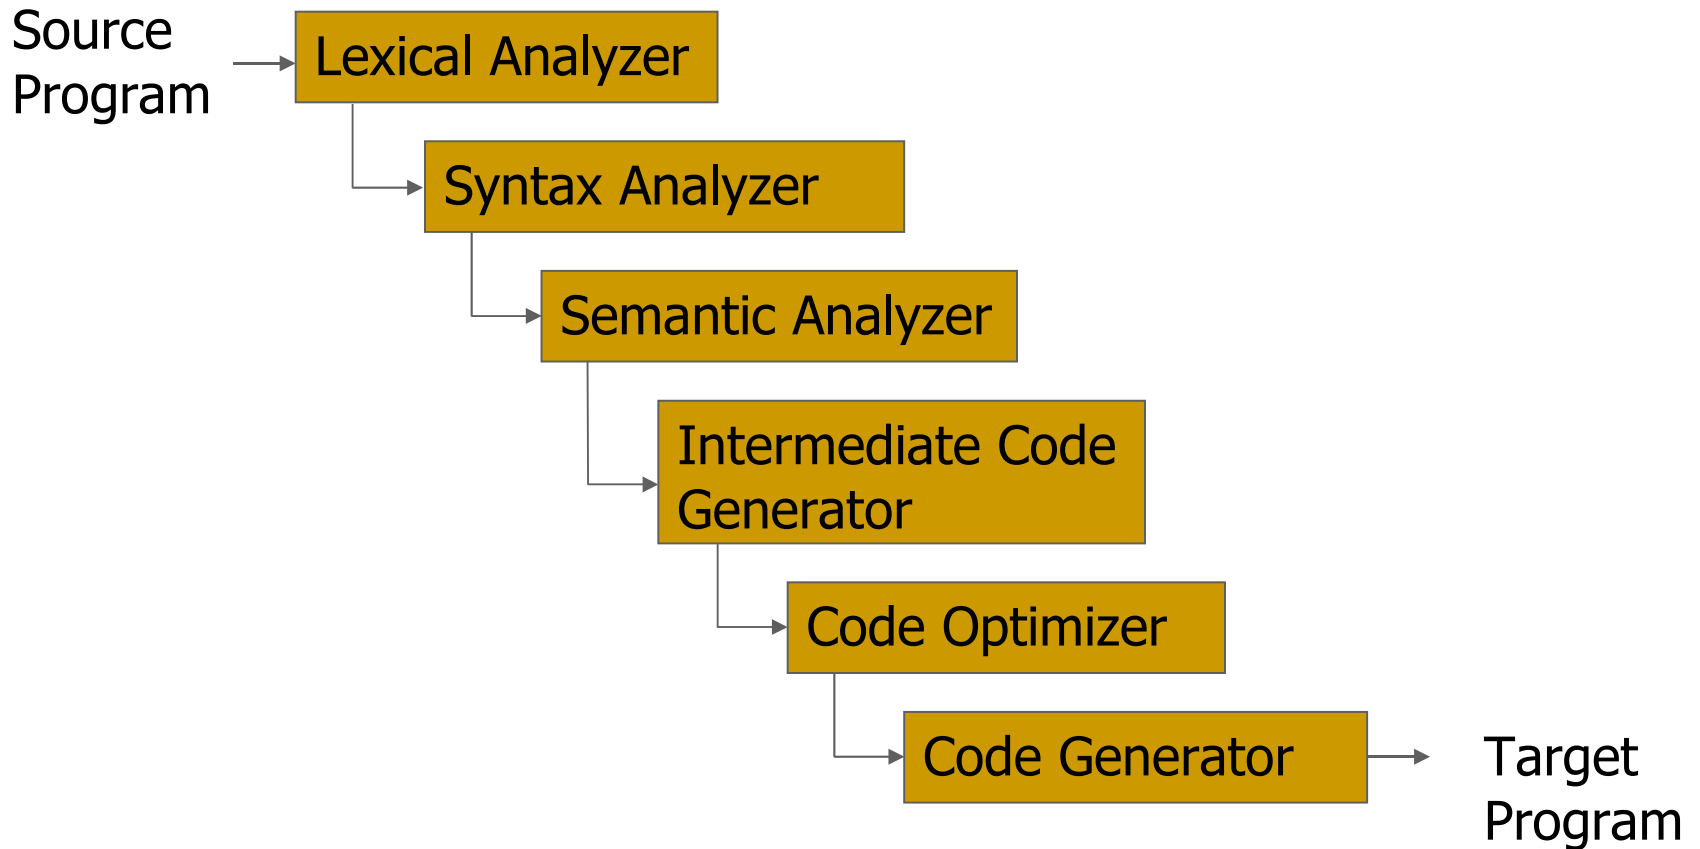 Source
Program
Lexical Analyzer
Syntax Analyzer
Semantic Analyzer
Intermediate Code
Generator
Code Optimizer
Code Generator
Target
Program